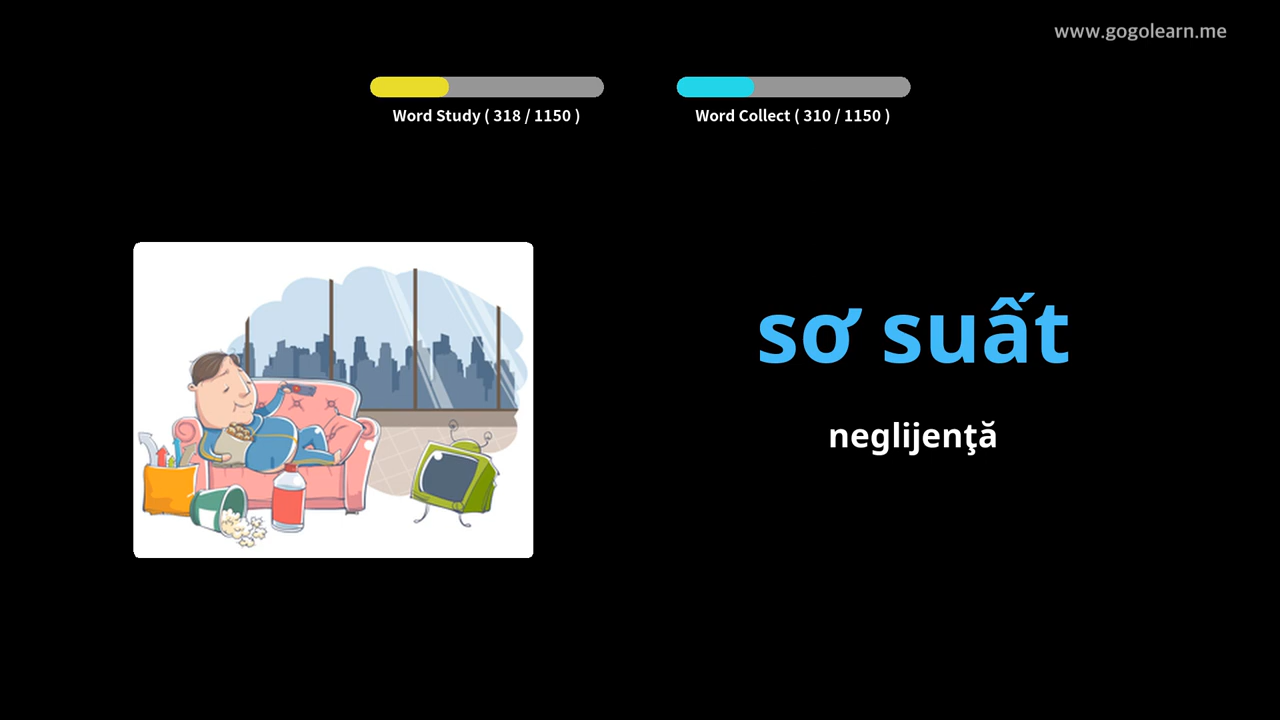 www.gogolearn.me
Word Study ( 318 / 1150 )
Word Collect ( 310 / 1150 )
sơ suất
neglijenţă